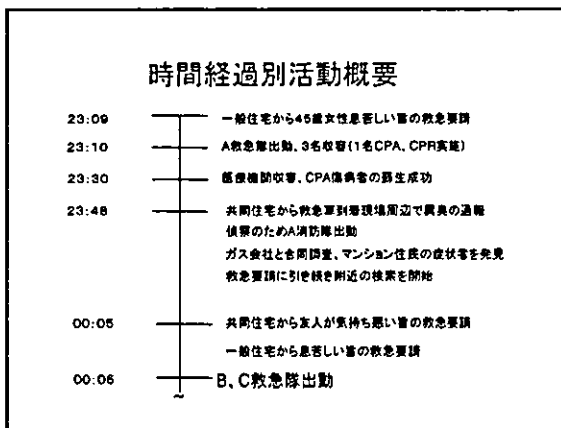 時間経過別活動概要
23:09 一般住宅から45歳女性息苦しい旨の救急要請
23:10 A救急隊出動、3名収容(1名CPA、CPR実施)
23:30 医療機関収容、CPA傷病者の蘇生成功
23:48 共同住宅から救急車到着現場周辺で異臭の通報
偵察のためA消防隊出動
ガス会社と合同調査、マンション住民の症状者を発見
救急要請に引き続き附近の検索を開始
00:05 共同住宅から友人が気持ち悪い旨の救急要請
一般住宅から息苦しい旨の救急要請
00:06 B、C救急隊出動
~